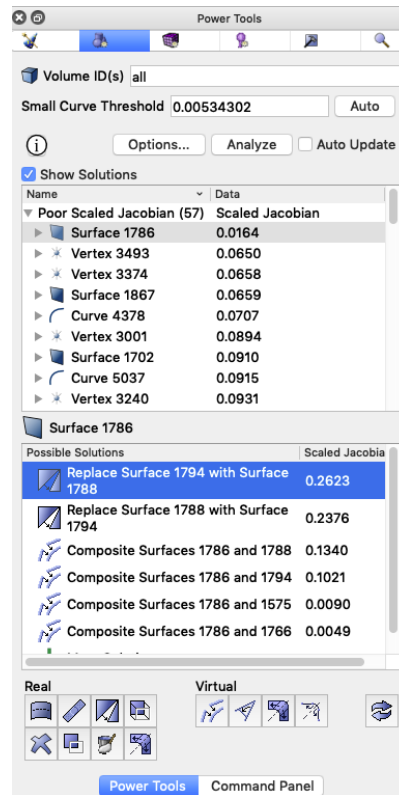 Power Tools
Volume ID(s) all
Small Curve Threshold 0.00534302 Auto
Options... Analyze Auto Update
Show Solutions
Name Data
Poor Scaled Jacobian (57) Scaled Jacobian
Surface 1786 0.0164
Vertex 3493 0.0650
Vertex 3374 0.0658
Surface 1867 0.0659
Curve 4378 0.0707
Vertex 3001 0.0894
Surface 1702 0.0910
Curve 5037 0.0915
Vertex 3240 0.0931
Surface 1786
Possible Solutions Scaled Jacobia
Replace Surface 1794 with Surface
1788 0.2623
Replace Surface 1788 with Surface
1794 0.2376
Composite Surfaces 1786 and 1788 0.1340
Composite Surfaces 1786 and 1794 0.1021
Composite Surfaces 1786 and 1575 0.0090
Composite Surfaces 1786 and 1766 0.0049
Real Virtual
Power Tools Command Panel